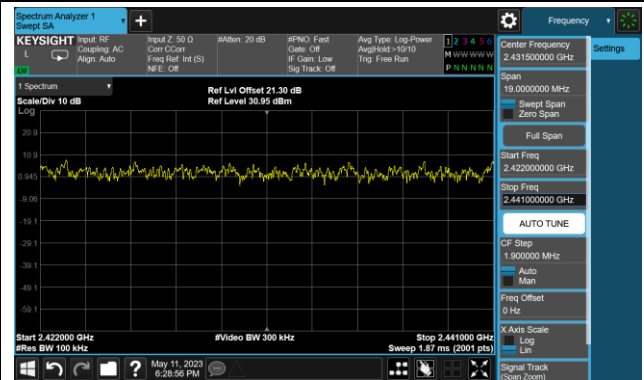 Spectrum Analyzer 1
Swept SA
Frequency
KEYSIGHT
L
Input: RF
Coupling: AC
Align: Auto
Input Z: 50 Ω
Corr CCorr
Freq Ref: Int (S)
NFE: Off
#Atten: 20 dB
#PNO: Fast
Gate: Off
IF Gain: Low
Sig Track: Off
Avg Type: Log-Power
Avg|Hold:>10/10
Trig: Free Run
1 2 3 4 5 6
M W W W W W
P N N N N N
1 Spectrum
Scale/Div 10 dB
Ref Lvl Offset 21.30 dB
Ref Level 30.95 dBm
Log
20.9
10.9
0.945
-9.06
-19.1
-29.1
-39.1
-49.1
-59.1
Start 2.422000 GHz
#Res BW 100 kHz
#Video BW 300 kHz
Stop 2.441000 GHz
Sweep 1.87 ms (2001 pts)
May 11, 2023
6:28:56 PM
Center Frequency
2.431500000 GHz
Settings
Span
19.0000000 MHz
Swept Span
Zero Span
Full Span
Start Freq
2.422000000 GHz
Stop Freq
2.441000000 GHz
AUTO TUNE
CF Step
1.900000 MHz
Auto
Man
Freq Offset
0 Hz
X Axis Scale
Log
Lin
Signal Track
(Span Zoom)